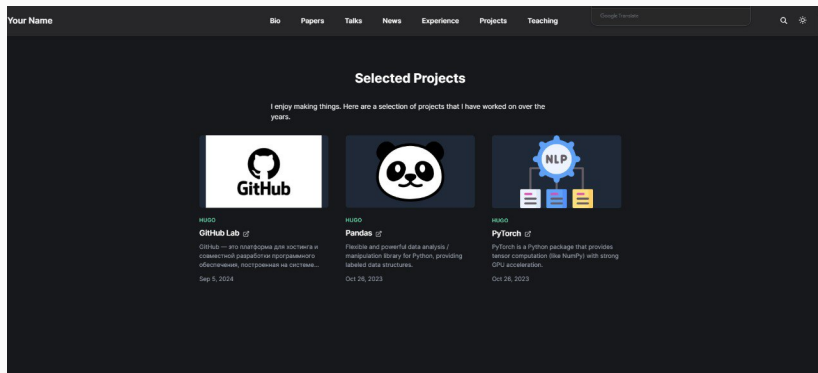 Your Name
Bio
Papers
Talks
News
Experience
Projects
Teaching
Google Translate
Selected Projects
I enjoy making things. Here are a selection of projects that I have worked on over the
years.
GitHub
HUGO
GitHub Lab
GitHub — это платформа для хостинга и
совместной разработки программного
обеспечения, построенная на системе...
Sep 5, 2024
HUGO
Pandas
Flexible and powerful data analysis /
manipulation library for Python, providing
labeled data structures.
Oct 26, 2023
NLP
HUGO
PyTorch
PyTorch is a Python package that provides
tensor computation (like NumPy) with strong
GPU acceleration.
Oct 26, 2023